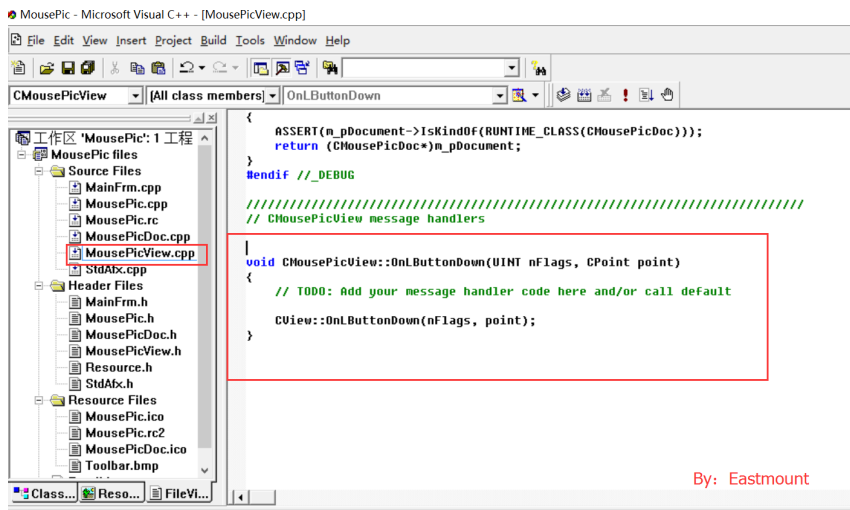 MousePic - Microsoft Visual C++ - [MousePicView.cpp]
File Edit View Insert Project Build Tools Window Help
CMousePicView [All class members] OnLButtonDown
工作区 'MousePic': 1 工程
MousePic files
Source Files
MainFrm.cpp
MousePic.cpp
MousePic.rc
MousePicDoc.cpp
MousePicView.cpp
StdAfx.cpp
Header Files
MainFrm.h
MousePic.h
MousePicDoc.h
MousePicView.h
Resource.h
StdAfx.h
Resource Files
MousePic.ico
MousePic.rc2
MousePicDoc.ico
Toolbar.bmp
Class... Reso... FileVi...
{
ASSERT(m_pDocument->IsKindOf(RUNTIME_CLASS(CMousePicDoc)));
return (CMousePicDoc*)m_pDocument;
}
#endif //_DEBUG
/////////////////////////////////////////////////////////////////////////////
// CMousePicView message handlers
void CMousePicView::OnLButtonDown(UINT nFlags, CPoint point)
{
// TODO: Add your message handler code here and/or call default
CView::OnLButtonDown(nFlags, point);
}
By：Eastmount